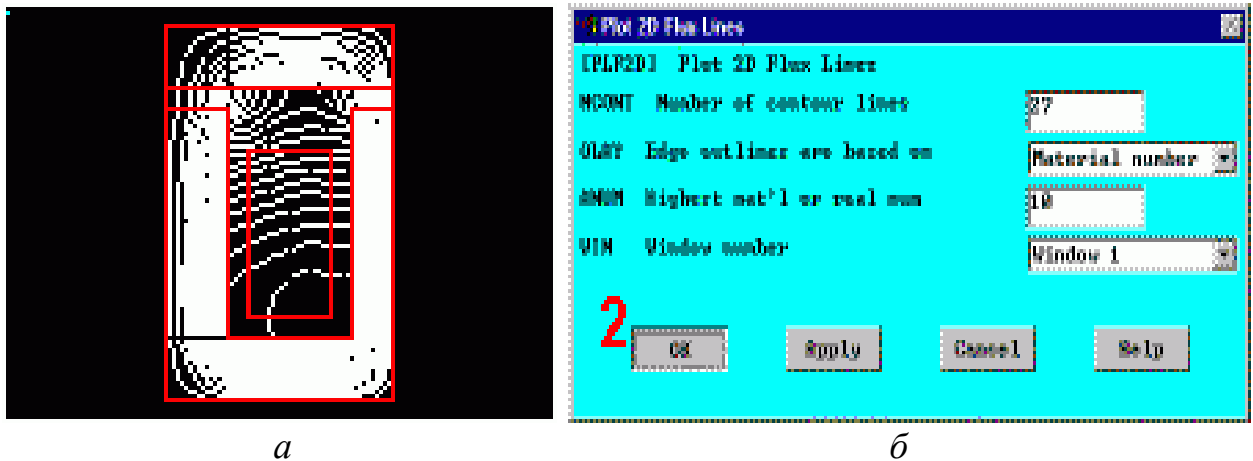 Plot 2D Flux Lines
[PLF2D] Plot 2D Flux Lines
NCONT Number of contour lines
27
OLAY Edge outlines are based on
Material number
ANUM Highest mat'l or real num
10
WIN Window number
Window 1
2
OK
Apply
Cancel
Help
а
б